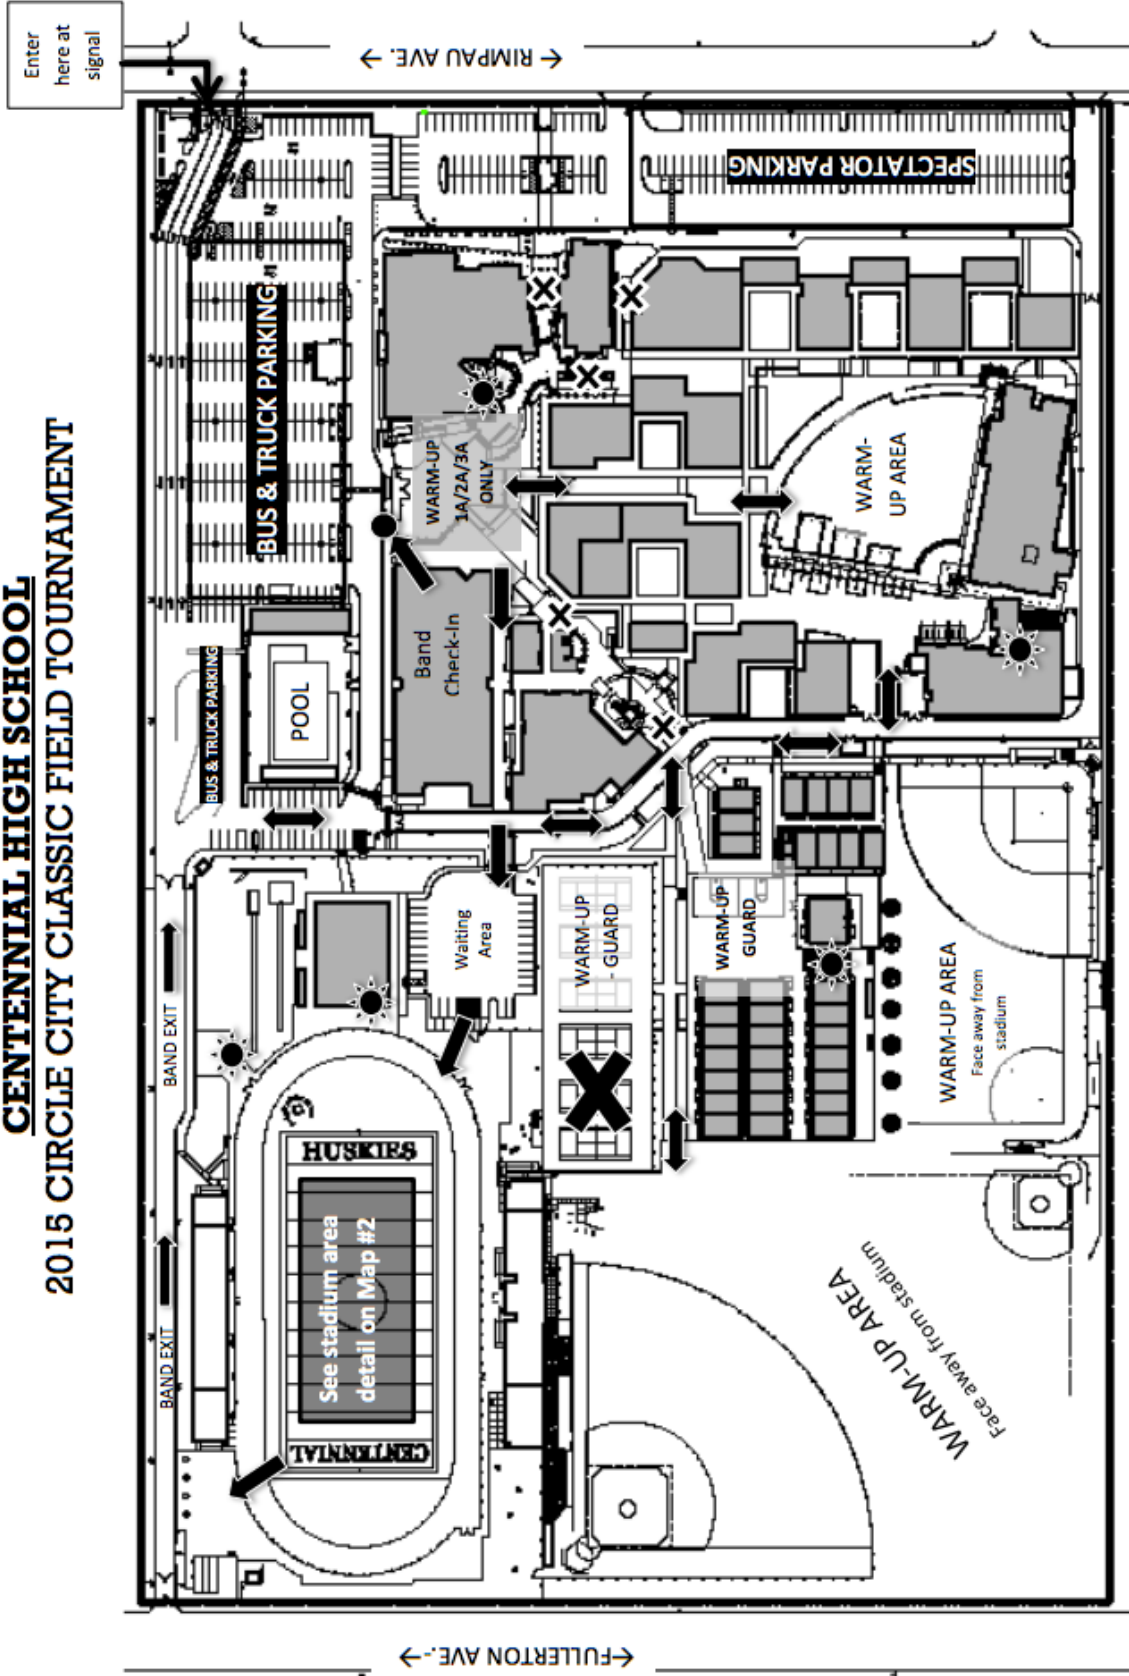 CENTENNIAL HIGH SCHOOL
2015 CIRCLE CITY CLASSIC FIELD TOURNAMENT
Enter
here at
signal
← RIMPAU AVE. →
BUS & TRUCK PARKING
SPECTATOR PARKING
BUS & TRUCK PARKING
POOL
WARM-UP
1A/2A/3A
ONLY
Band
Check-In
WARM-
UP AREA
BAND EXIT
Waiting
Area
WARM-UP
- GUARD
WARM-UP
GUARD
WARM-UP AREA
Face away from
stadium
BAND EXIT
HUSKIES
See stadium area
detail on Map #2
CENTENNIAL
WARM-UP AREA
Face away from stadium
←FULLERTON AVE.-→